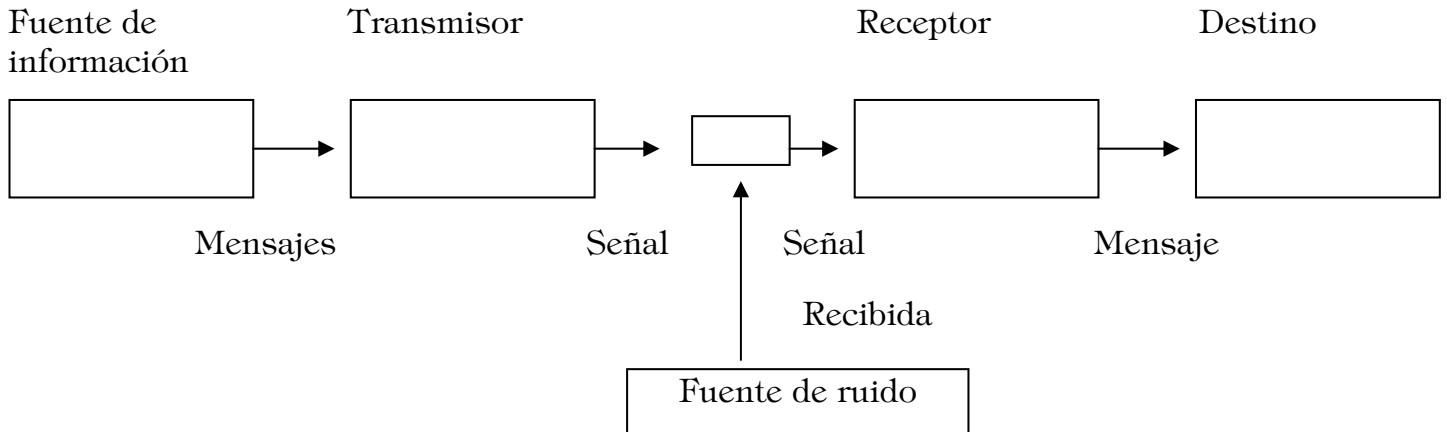 Fuente de información
Transmisor
Receptor
Destino
Mensajes
Señal
Señal
Recibida
Mensaje
Fuente de ruido